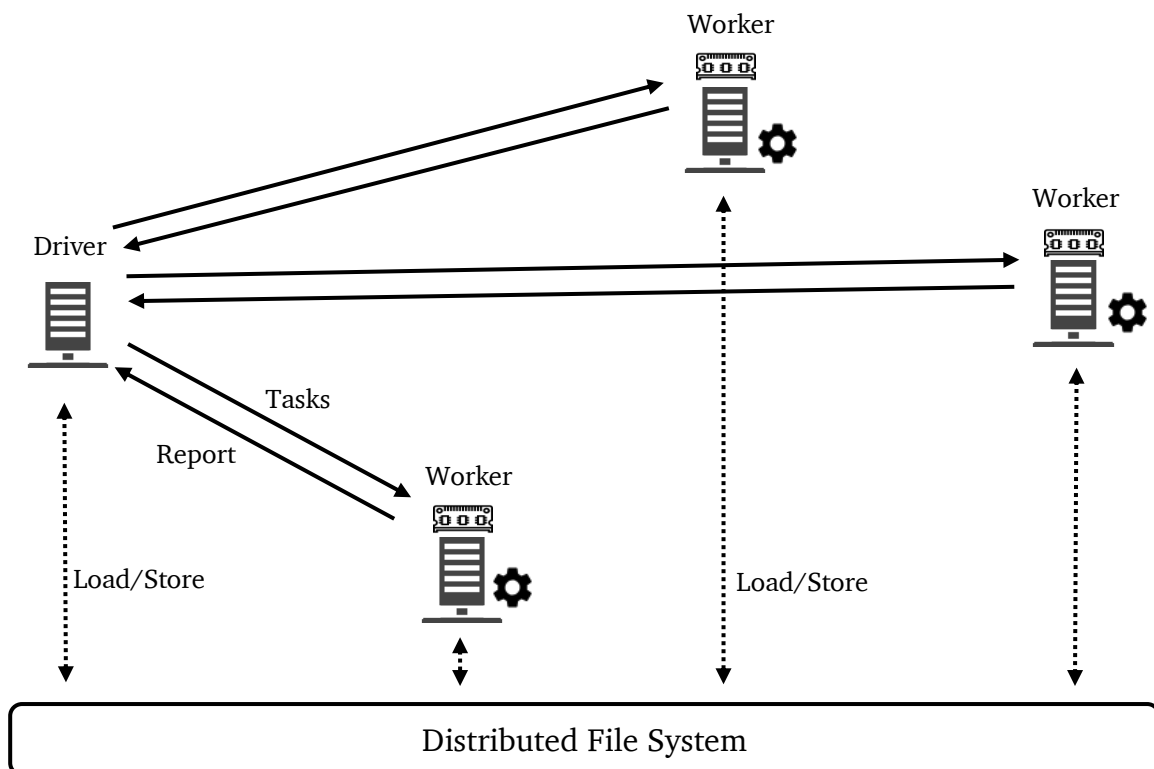 Worker
Worker
Driver
Tasks
Report
Worker
Load/Store
Load/Store
Distributed File System